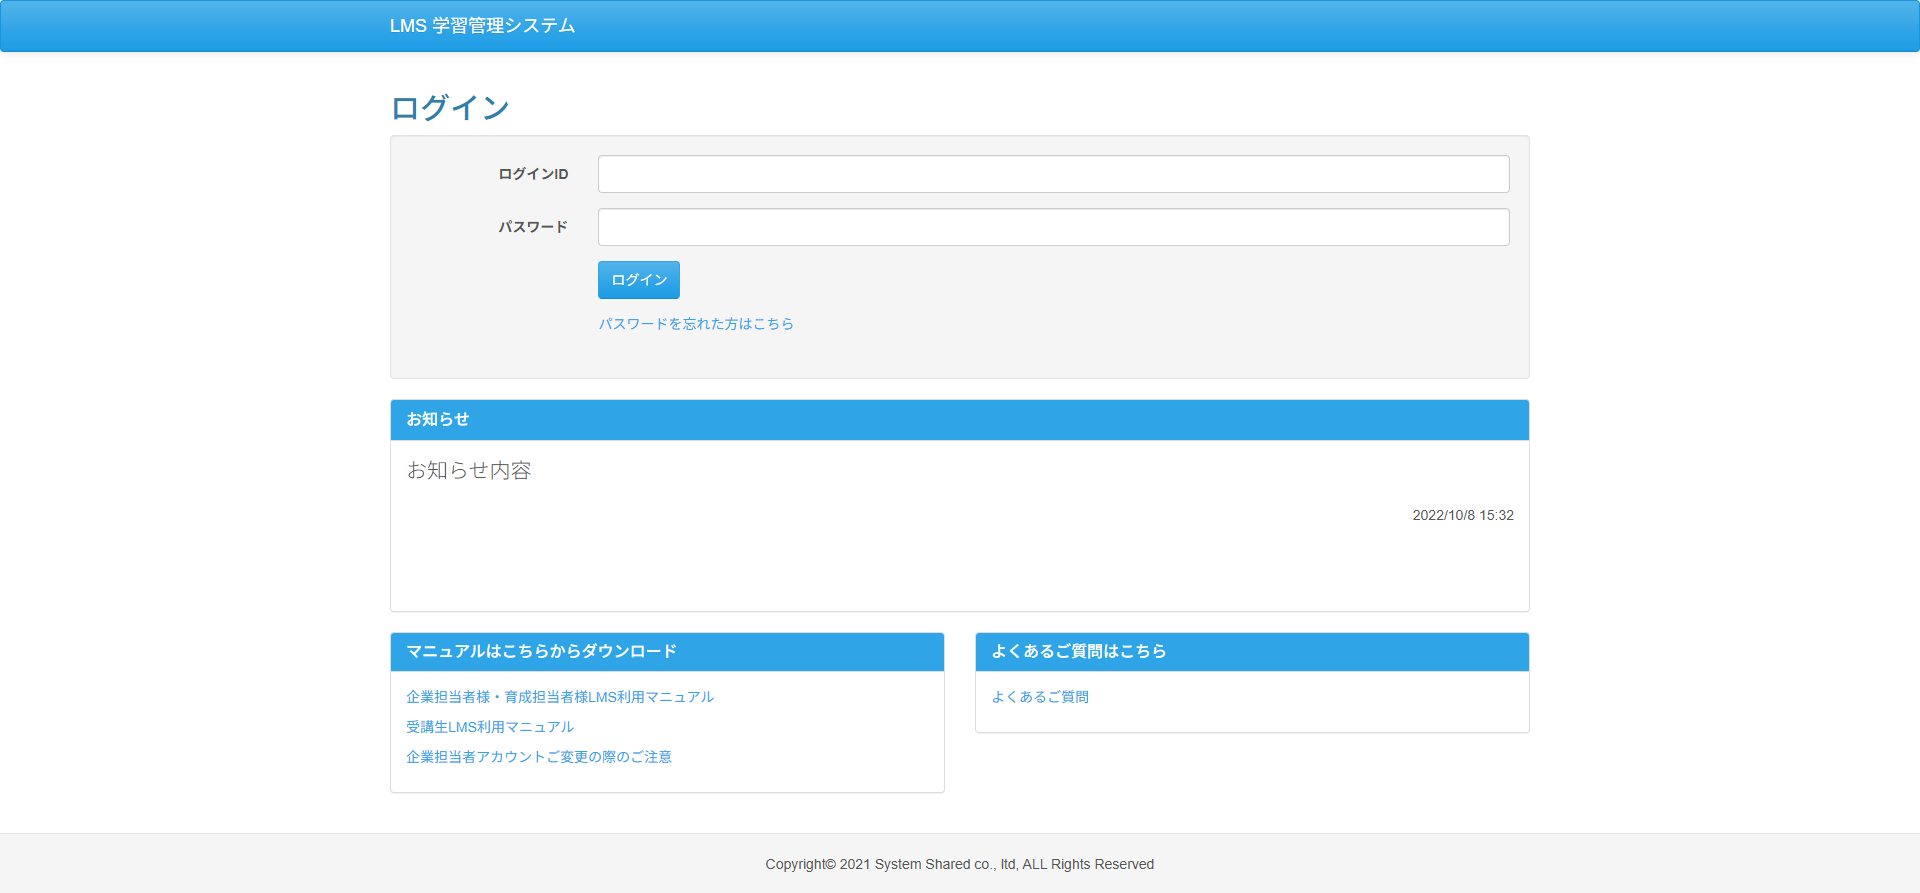 LMS 学習管理システム
ログイン
ログインID
パスワード
ログイン
パスワードを忘れた方はこちら
お知らせ
お知らせ内容
2022/10/8 15:32
マニュアルはこちらからダウンロード
企業担当者様・育成担当者様LMS利用マニュアル
受講生LMS利用マニュアル
企業担当者アカウントご変更の際のご注意
よくあるご質問はこちら
よくあるご質問
Copyright© 2021 System Shared co., ltd, ALL Rights Reserved